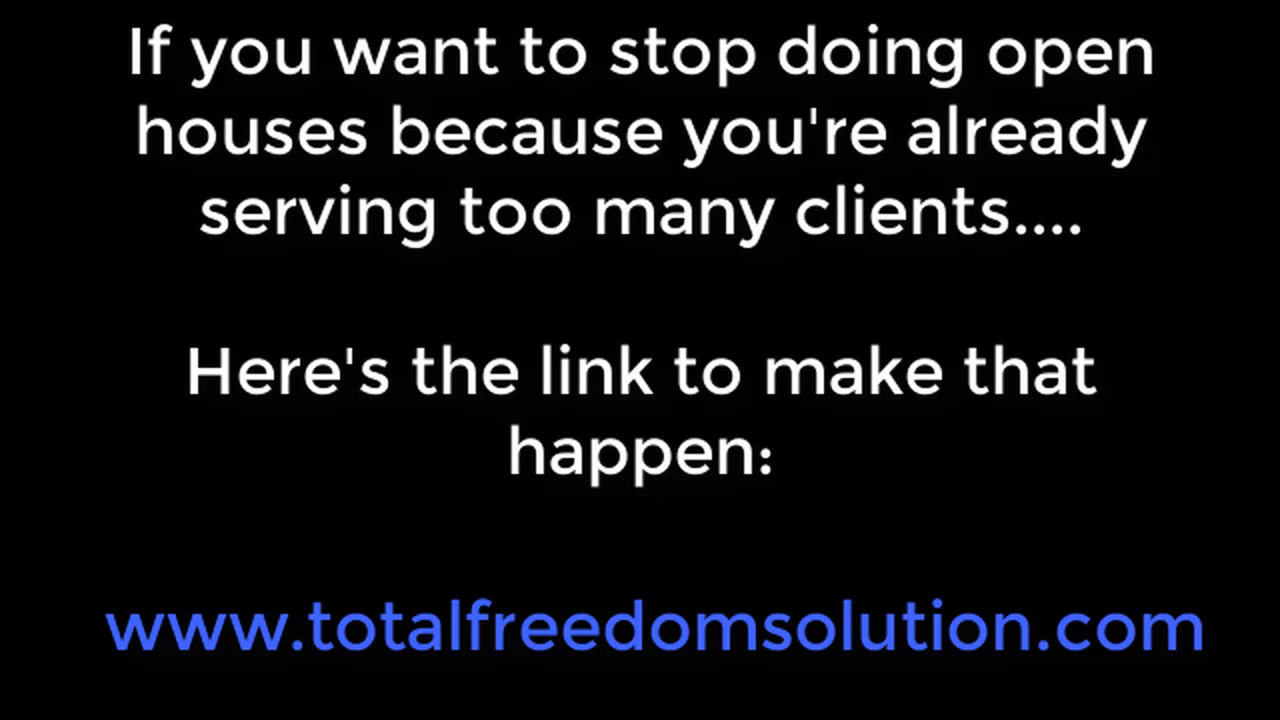 If you want to stop doing open
houses because you're already
serving too many clients....
Here's the link to make that
happen:
www.totalfreedomsolution.com